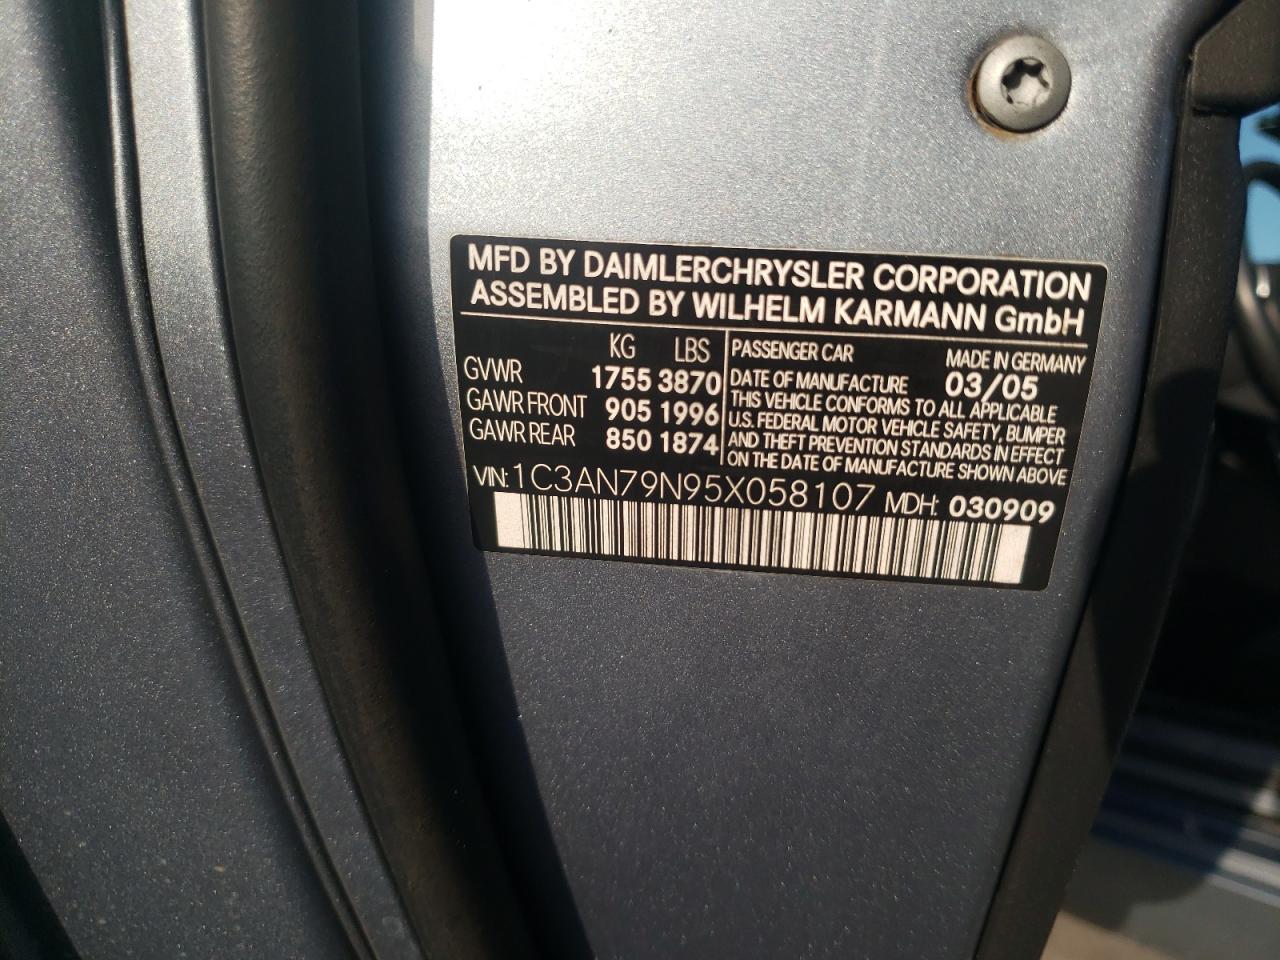 MFD BY DAIMLERCHRYSLER CORPORATION
ASSEMBLED BY WILHELM KARMANN GmbH
KG LBS
GVWR 1755 3870
GAWR FRONT 905 1996
GAWR REAR 850 1874
PASSENGER CAR MADE IN GERMANY
DATE OF MANUFACTURE 03/05
THIS VEHICLE CONFORMS TO ALL APPLICABLE
U.S. FEDERAL MOTOR VEHICLE SAFETY, BUMPER
AND THEFT PREVENTION STANDARDS IN EFFECT
ON THE DATE OF MANUFACTURE SHOWN ABOVE
VIN: 1C3AN79N95X058107 MDH: 030909